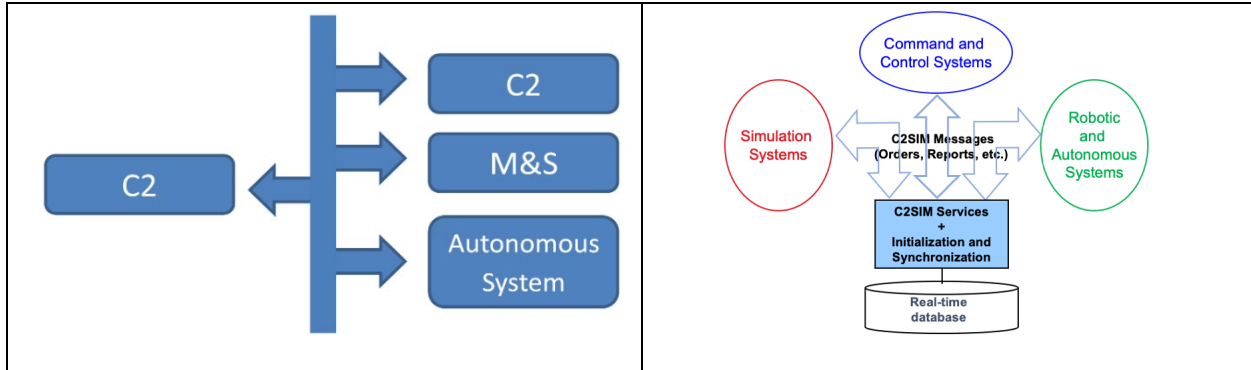 C2
C2
M&S
Autonomous
System
Command and
Control Systems
Simulation
Systems
C2SIM Messages
(Orders, Reports, etc.)
Robotic
and
Autonomous
Systems
C2SIM Services
+
Initialization and
Synchronization
Real-time
database